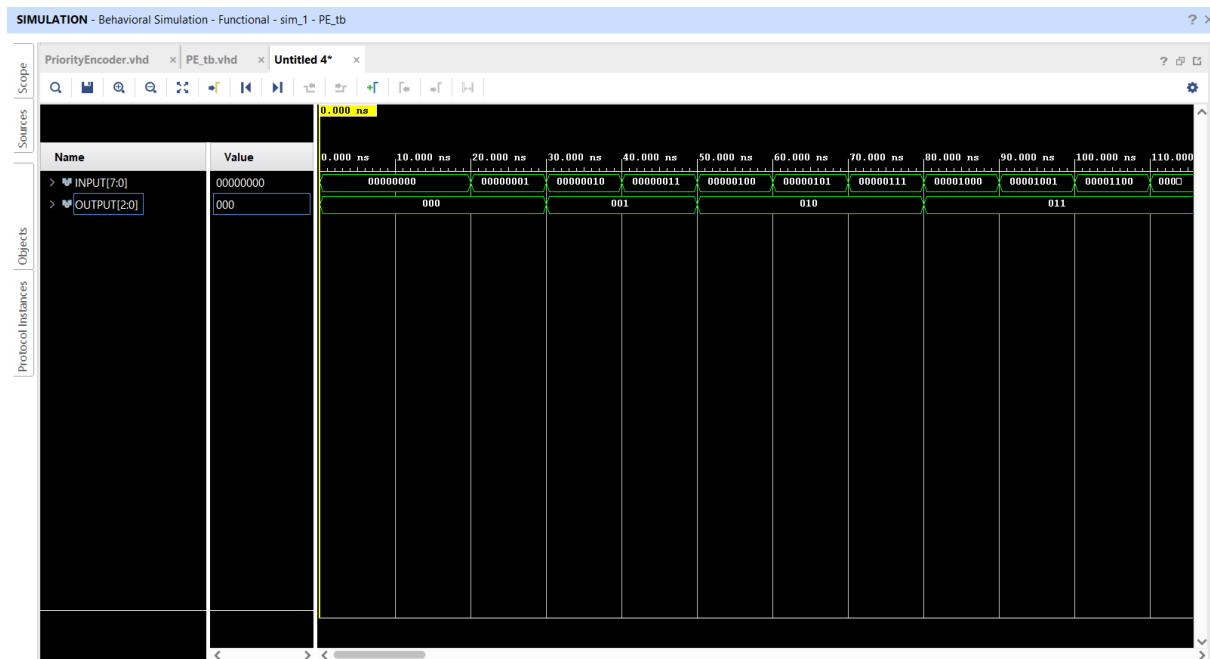 SIMULATION - Behavioral Simulation - Functional - sim_1 - PE_tb
?
PriorityEncoder.vhd × PE_tb.vhd × Untitled 4* ×
?
Scope
Sources
Objects
Protocol Instances
0.000 ns
Name Value
0.000 ns 10.000 ns 20.000 ns 30.000 ns 40.000 ns 50.000 ns 60.000 ns 70.000 ns 80.000 ns 90.000 ns 100.000 ns 110.000
INPUT[7:0] 00000000 00000000 00000001 00000010 00000011 00000100 00000101 00000111 00001000 00001001 00001100 000
OUTPUT[2:0] 000 000 001 010 011